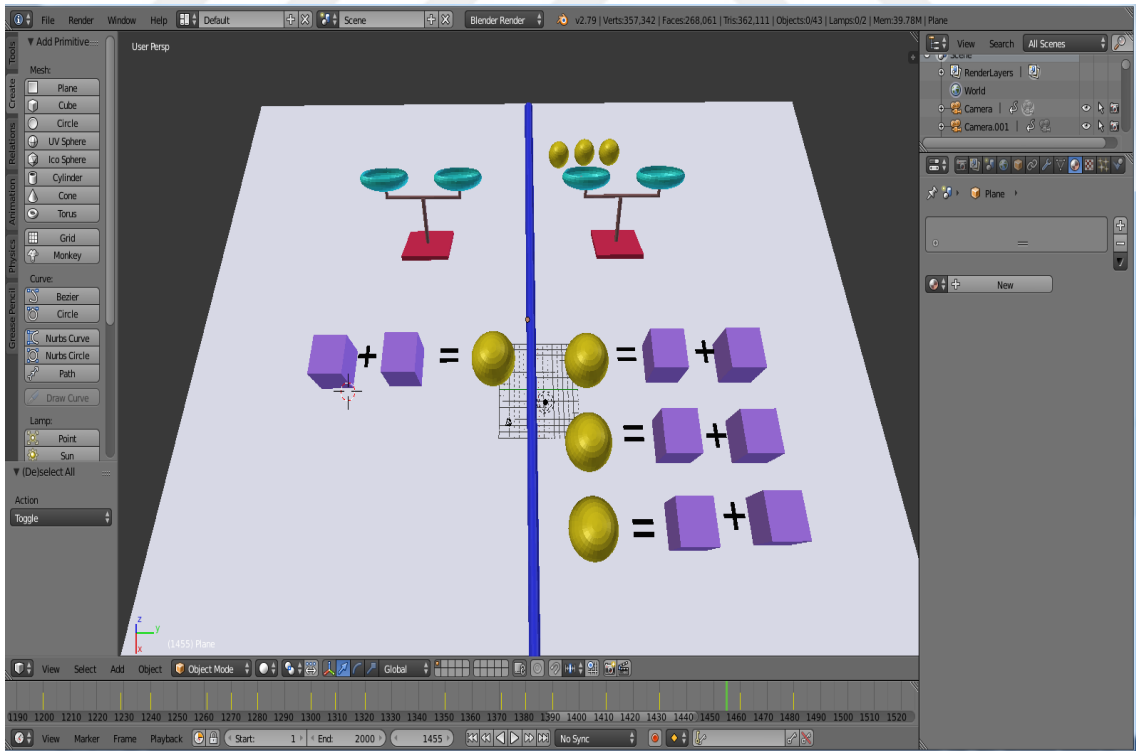 File Render Window Help Default Scene Blender Render v2.79 | Verts:357,342 | Faces:268,061 | Tris:362,111 | Objects:0/43 | Lamps:0/2 | Mem:39.78M | Plane
Tools
Create
Relations
Animation
Physics
Grease Pencil
Add Primitive
Mesh:
Plane
Cube
Circle
UV Sphere
Ico Sphere
Cylinder
Cone
Torus
Grid
Monkey
Curve:
Bezier
Circle
Nurbs Curve
Nurbs Circle
Path
Draw Curve
Lamp:
Point
Sun
(De)select All
Action
Toggle
User Persp
+ = = +
= +
= +
z
y
x
(1455) Plane
View Search All Scenes
Scene
RenderLayers |
World
Camera |
Camera.001 |
Plane
New
View Select Add Object Object Mode Global
1190 1200 1210 1220 1230 1240 1250 1260 1270 1280 1290 1300 1310 1320 1330 1340 1350 1360 1370 1380 1390 1400 1410 1420 1430 1440 1450 1460 1470 1480 1490 1500 1510 1520
View Marker Frame Playback Start: 1 End: 2000 1455 No Sync